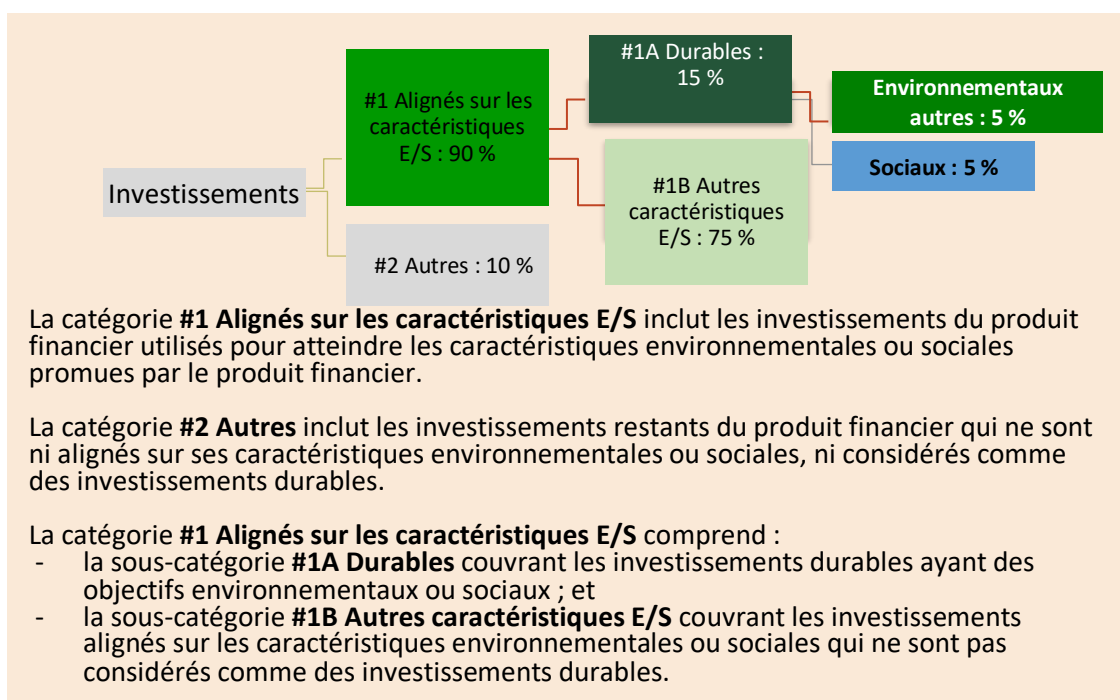 #1A Durables :
15 %
Environnementaux
autres : 5 %
#1 Alignés sur les
caractéristiques
E/S : 90 %
Sociaux : 5 %
Investissements
#1B Autres
caractéristiques
E/S : 75 %
#2 Autres : 10 %
La catégorie #1 Alignés sur les caractéristiques E/S inclut les investissements du produit
financier utilisés pour atteindre les caractéristiques environnementales ou sociales
promues par le produit financier.
La catégorie #2 Autres inclut les investissements restants du produit financier qui ne sont
ni alignés sur ses caractéristiques environnementales ou sociales, ni considérés comme
des investissements durables.
La catégorie #1 Alignés sur les caractéristiques E/S comprend :
- la sous-catégorie #1A Durables couvrant les investissements durables ayant des
objectifs environnementaux ou sociaux ; et
- la sous-catégorie #1B Autres caractéristiques E/S couvrant les investissements
alignés sur les caractéristiques environnementales ou sociales qui ne sont pas
considérés comme des investissements durables.